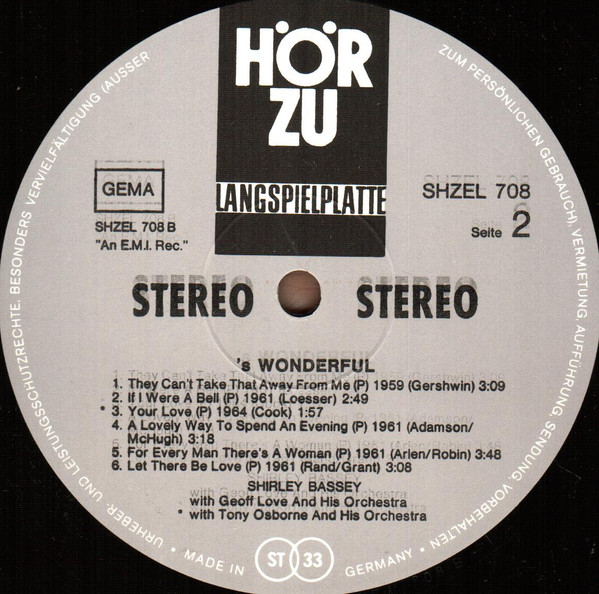 HÖR
ZU
LANGSPIELPLATTE
GEMA
SHZEL 708 B
"An E.M.I. Rec."
SHZEL 708
Seite 2
STEREO STEREO
's WONDERFUL
1. They Can't Take That Away From Me (P) 1959 (Gershwin) 3:09
2. If I Were A Bell (P) 1961 (Loesser) 2:49
• 3. Your Love (P) 1964 (Cook) 1:57
4. A Lovely Way To Spend An Evening (P) 1961 (Adamson/
McHugh) 3:18
5. For Every Man There's A Woman (P) 1961 (Arlen/Robin) 3:48
6. Let There Be Love (P) 1961 (Rand/Grant) 3:08
SHIRLEY BASSEY
with Geoff Love And His Orchestra
• with Tony Osborne And His Orchestra
URHEBER- UND LEISTUNGSSCHUTZRECHTE, BESONDERS VERVIELFÄLTIGUNG (AUSSER
ZUM PERSÖNLICHEN GEBRAUCH), VERMIETUNG, AUFFÜHRUNG, SENDUNG, VORBEHALTEN
• MADE IN ST 33 GERMANY •